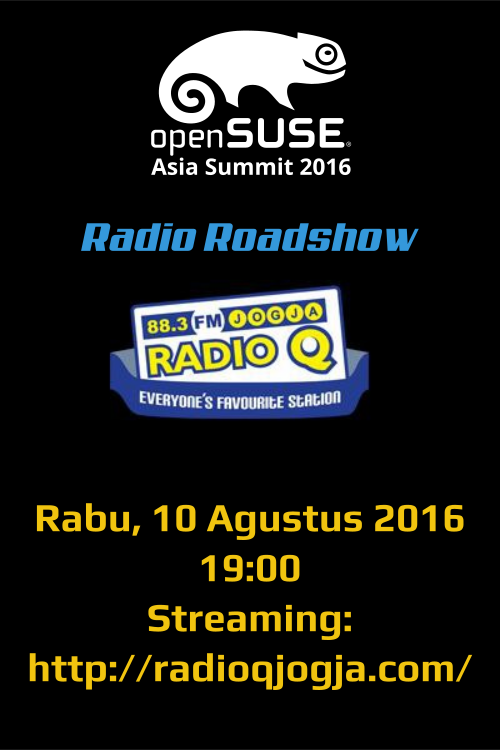 openSUSE®
Asia Summit 2016
Radio Roadshow
88.3 FM JOGJA
RADIO Q
EVERYONE'S FAVOURITE STATION
Rabu, 10 Agustus 2016
19:00
Streaming:
http://radioqjogja.com/